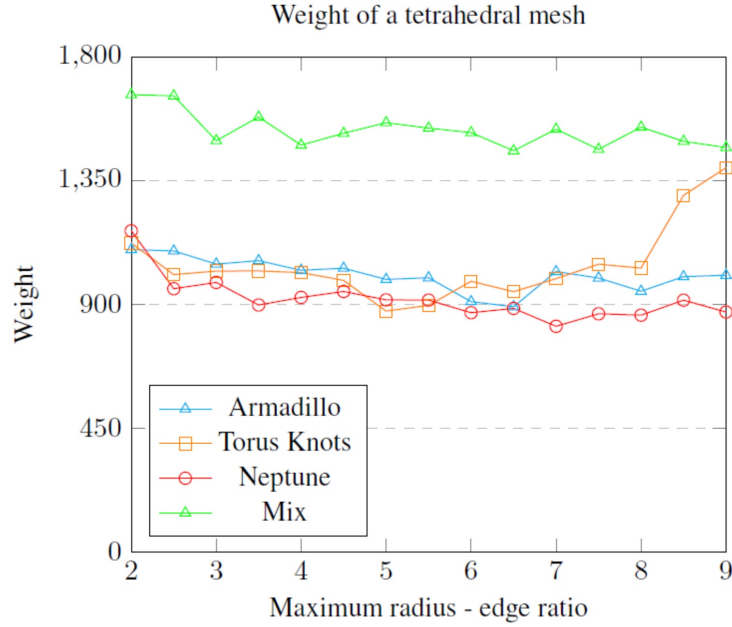 Weight of a tetrahedral mesh
1,800
1,350
900
450
0
Weight
Armadillo
Torus Knots
Neptune
Mix
2 3 4 5 6 7 8 9
Maximum radius - edge ratio